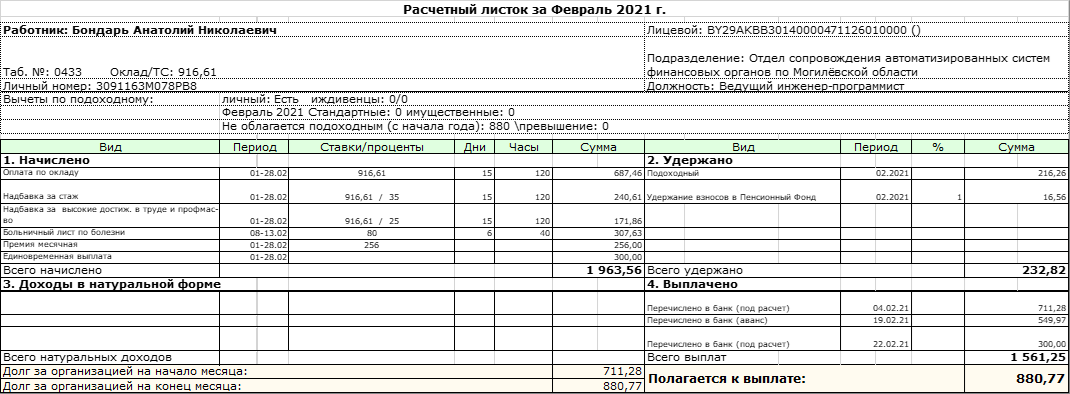 Расчетный листок за Февраль 2021 г.
Работник: Бондарь Анатолий Николаевич Лицевой: BY29AKBB30140000471126010000 ()
Подразделение: Отдел сопровождения автоматизированных систем
Таб. №: 0433 Оклад/ТС: 916,61 финансовых органов по Могилёвской области
Личный номер: 3091163M078PB8 Должность: Ведущий инженер-программист
Вычеты по подоходному: личный: Есть иждивенцы: 0/0
Февраль 2021 Стандартные: 0 имущественные: 0
Не облагается подоходным (с начала года): 880 \превышение: 0
Вид Период Ставки/проценты Дни Часы Сумма Вид Период % Сумма
1. Начислено 2. Удержано
Оплата по окладу 01-28.02 916,61 15 120 687,46 Подоходный 02.2021 216,26
Надбавка за стаж 01-28.02 916,61 / 35 15 120 240,61 Удержание взносов в Пенсионный Фонд 02.2021 1 16,56
Надбавка за высокие достиж. в труде и профмас-
во 01-28.02 916,61 / 25 15 120 171,86
Больничный лист по болезни 08-13.02 80 6 40 307,63
Премия месячная 01-28.02 256 256,00
Единовременная выплата 01-28.02 300,00
Всего начислено 1 963,56 Всего удержано 232,82
3. Доходы в натуральной форме 4. Выплачено
Перечислено в банк (под расчет) 04.02.21 711,28
Перечислено в банк (аванс) 19.02.21 549,97
Перечислено в банк (под расчет) 22.02.21 300,00
Всего натуральных доходов Всего выплат 1 561,25
Долг за организацией на начало месяца: 711,28
Полагается к выплате: 880,77
Долг за организацией на конец месяца: 880,77